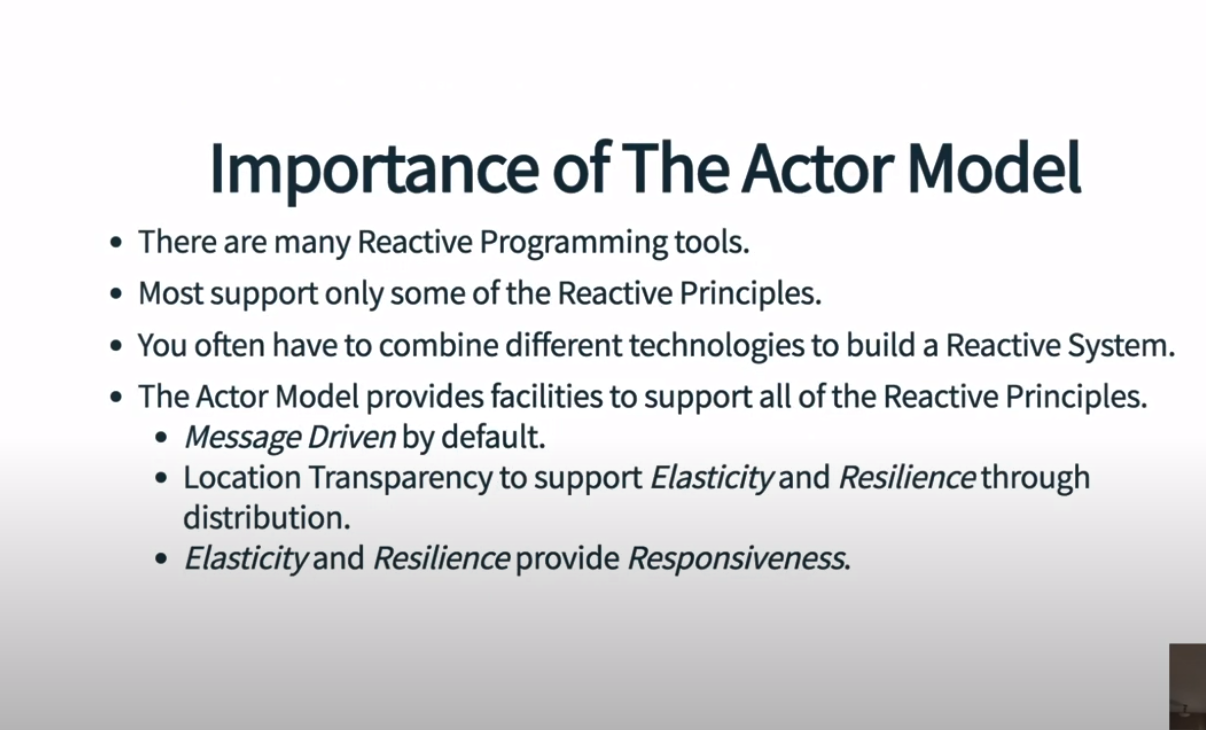 Importance of The Actor Model
• There are many Reactive Programming tools.
• Most support only some of the Reactive Principles.
• You often have to combine different technologies to build a Reactive System.
• The Actor Model provides facilities to support all of the Reactive Principles.
• Message Driven by default.
• Location Transparency to support Elasticity and Resilience through
distribution.
• Elasticity and Resilience provide Responsiveness.